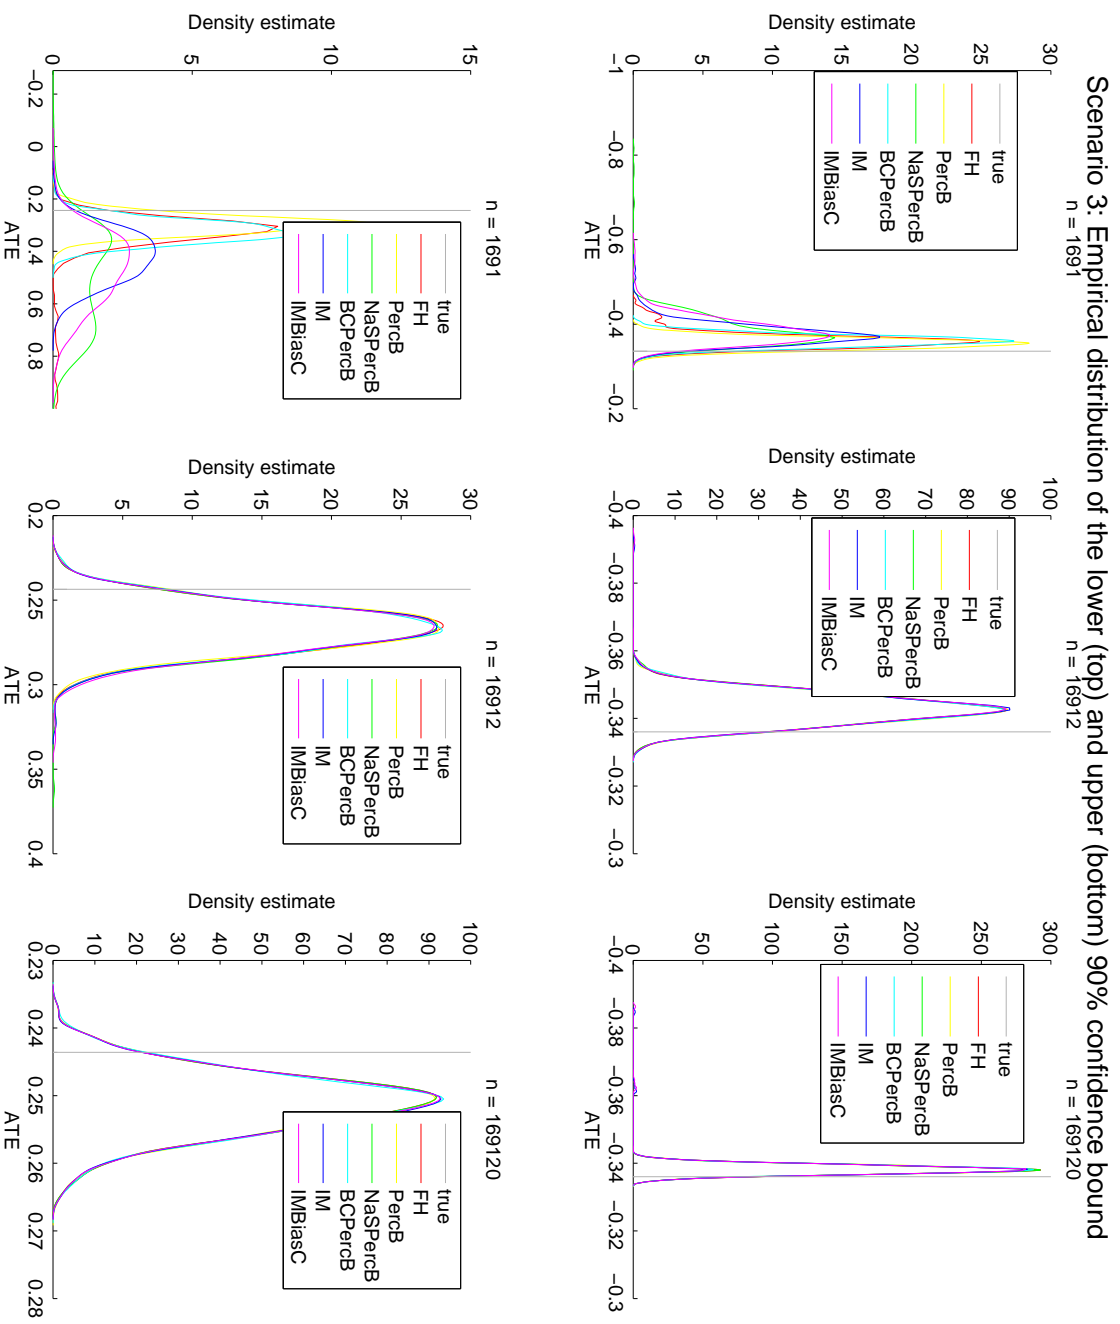 Scenario 3: Empirical distribution of the lower (top) and upper (bottom) 90% confidence bound
n = 1691
Density estimate
30
25
20
15
10
5
0
true
FH
PercB
NaSPercB
BCPercB
IM
IMBiasC
−1
−0.8
−0.6
−0.4
−0.2
ATE
n = 16912
Density estimate
100
90
80
70
60
50
40
30
20
10
0
true
FH
PercB
NaSPercB
BCPercB
IM
IMBiasC
−0.4
−0.38
−0.36
−0.34
−0.32
−0.3
ATE
n = 169120
Density estimate
300
250
200
150
100
50
0
true
FH
PercB
NaSPercB
BCPercB
IM
IMBiasC
−0.4
−0.38
−0.36
−0.34
−0.32
−0.3
ATE
n = 1691
Density estimate
15
10
5
0
true
FH
PercB
NaSPercB
BCPercB
IM
IMBiasC
−0.2
0
0.2
0.4
0.6
0.8
ATE
n = 16912
Density estimate
30
25
20
15
10
5
0
true
FH
PercB
NaSPercB
BCPercB
IM
IMBiasC
0.2
0.25
0.3
0.35
0.4
ATE
n = 169120
Density estimate
100
90
80
70
60
50
40
30
20
10
0
true
FH
PercB
NaSPercB
BCPercB
IM
IMBiasC
0.23
0.24
0.25
0.26
0.27
0.28
ATE